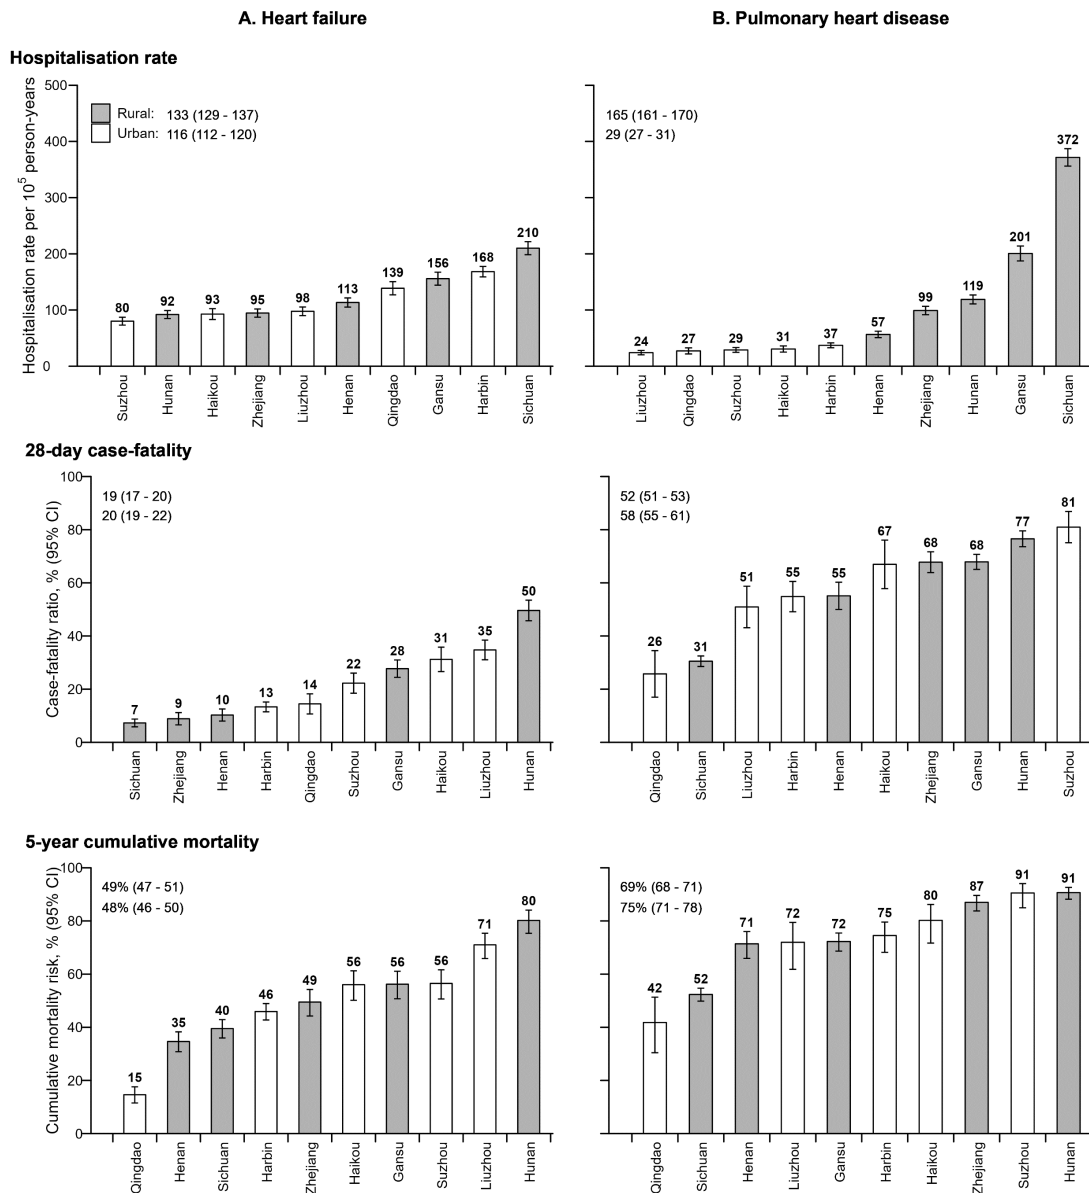 A. Heart failure
B. Pulmonary heart disease
Hospitalisation rate
Hospitalisation rate per 10^5 person-years
500
400
300
200
100
0
Rural: 133 (129 - 137)
Urban: 116 (112 - 120)
80 92 93 95 98 113 139 156 168 210
Suzhou Hunan Haikou Zhejiang Liuzhou Henan Qingdao Gansu Harbin Sichuan
165 (161 - 170)
29 (27 - 31)
24 27 29 31 37 57 99 119 201 372
Liuzhou Qingdao Suzhou Haikou Harbin Henan Zhejiang Hunan Gansu Sichuan
28-day case-fatality
Case-fatality ratio, % (95% CI)
100
80
60
40
20
0
19 (17 - 20)
20 (19 - 22)
7 9 10 13 14 22 28 31 35 50
Sichuan Zhejiang Henan Harbin Qingdao Suzhou Gansu Haikou Liuzhou Hunan
52 (51 - 53)
58 (55 - 61)
26 31 51 55 55 67 68 68 77 81
Qingdao Sichuan Liuzhou Harbin Henan Haikou Zhejiang Gansu Hunan Suzhou
5-year cumulative mortality
Cumulative mortality risk, % (95% CI)
100
80
60
40
20
0
49% (47 - 51)
48% (46 - 50)
15 35 40 46 49 56 56 56 71 80
Qingdao Henan Sichuan Harbin Zhejiang Haikou Gansu Suzhou Liuzhou Hunan
69% (68 - 71)
75% (71 - 78)
42 52 71 72 72 75 80 87 91 91
Qingdao Sichuan Henan Liuzhou Gansu Harbin Haikou Zhejiang Suzhou Hunan